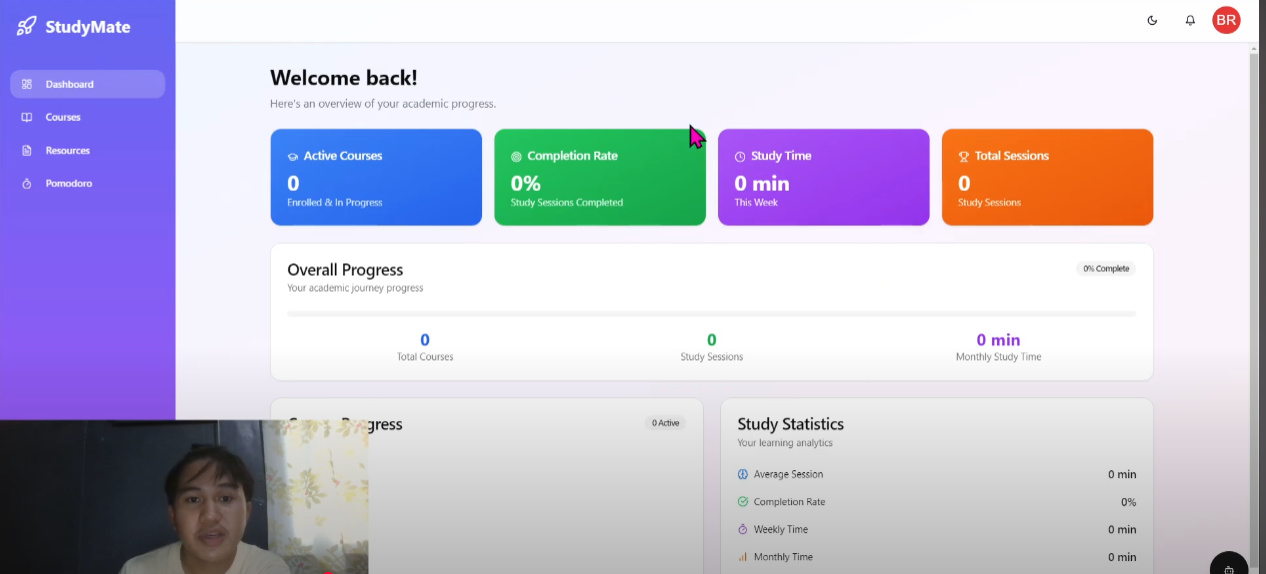 StudyMate
BR
Dashboard
Courses
Resources
Pomodoro
Welcome back!
Here's an overview of your academic progress.
Active Courses
0
Enrolled & In Progress
Completion Rate
0%
Study Sessions Completed
Study Time
0 min
This Week
Total Sessions
0
Study Sessions
Overall Progress
0% Complete
Your academic journey progress
0
Total Courses
0
Study Sessions
0 min
Monthly Study Time
0 Active
Study Statistics
Your learning analytics
Average Session
0 min
Completion Rate
0%
Weekly Time
0 min
Monthly Time
0 min